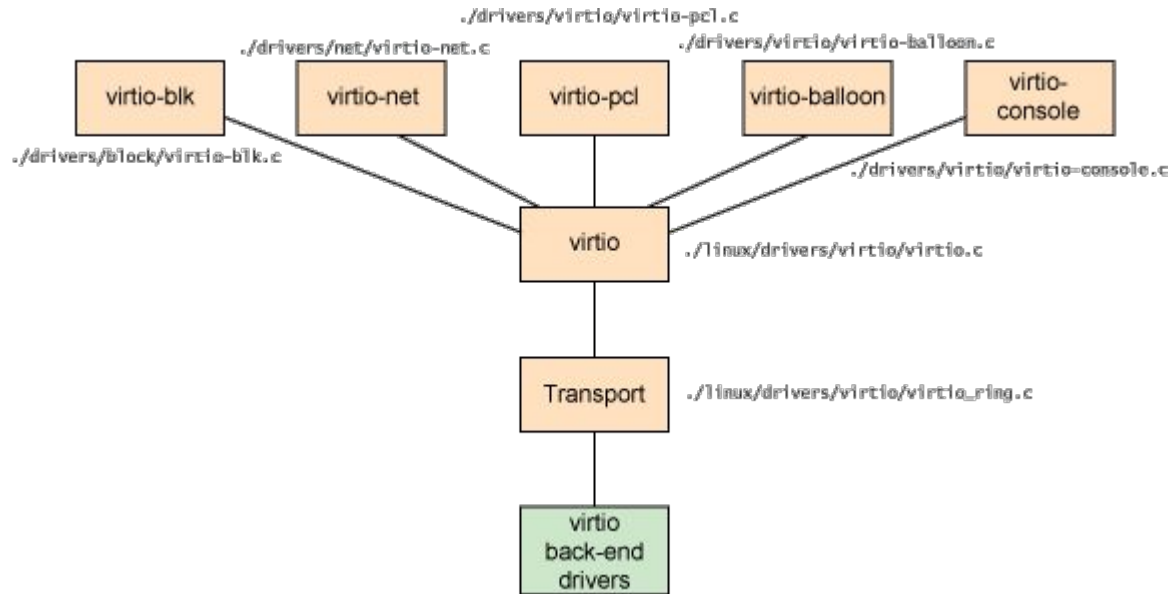 ./drivers/virtio/virtio-pcl.c
./drivers/net/virtio-net.c
./drivers/virtio/virtio-balloon.c
virtio-blk
virtio-net
virtio-pcl
virtio-balloon
virtio-
console
./drivers/block/virtio-blk.c
./drivers/virtio/virtio-console.c
virtio
./linux/drivers/virtio/virtio.c
Transport
./linux/drivers/virtio/virtio_ring.c
virtio
back-end
drivers